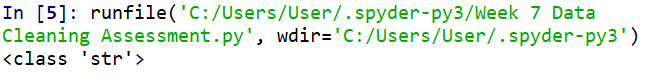 In [5]: runfile('C:/Users/User/.spyder-py3/Week 7 Data
Cleaning Assessment.py', wdir='C:/Users/User/.spyder-py3')
<class 'str'>